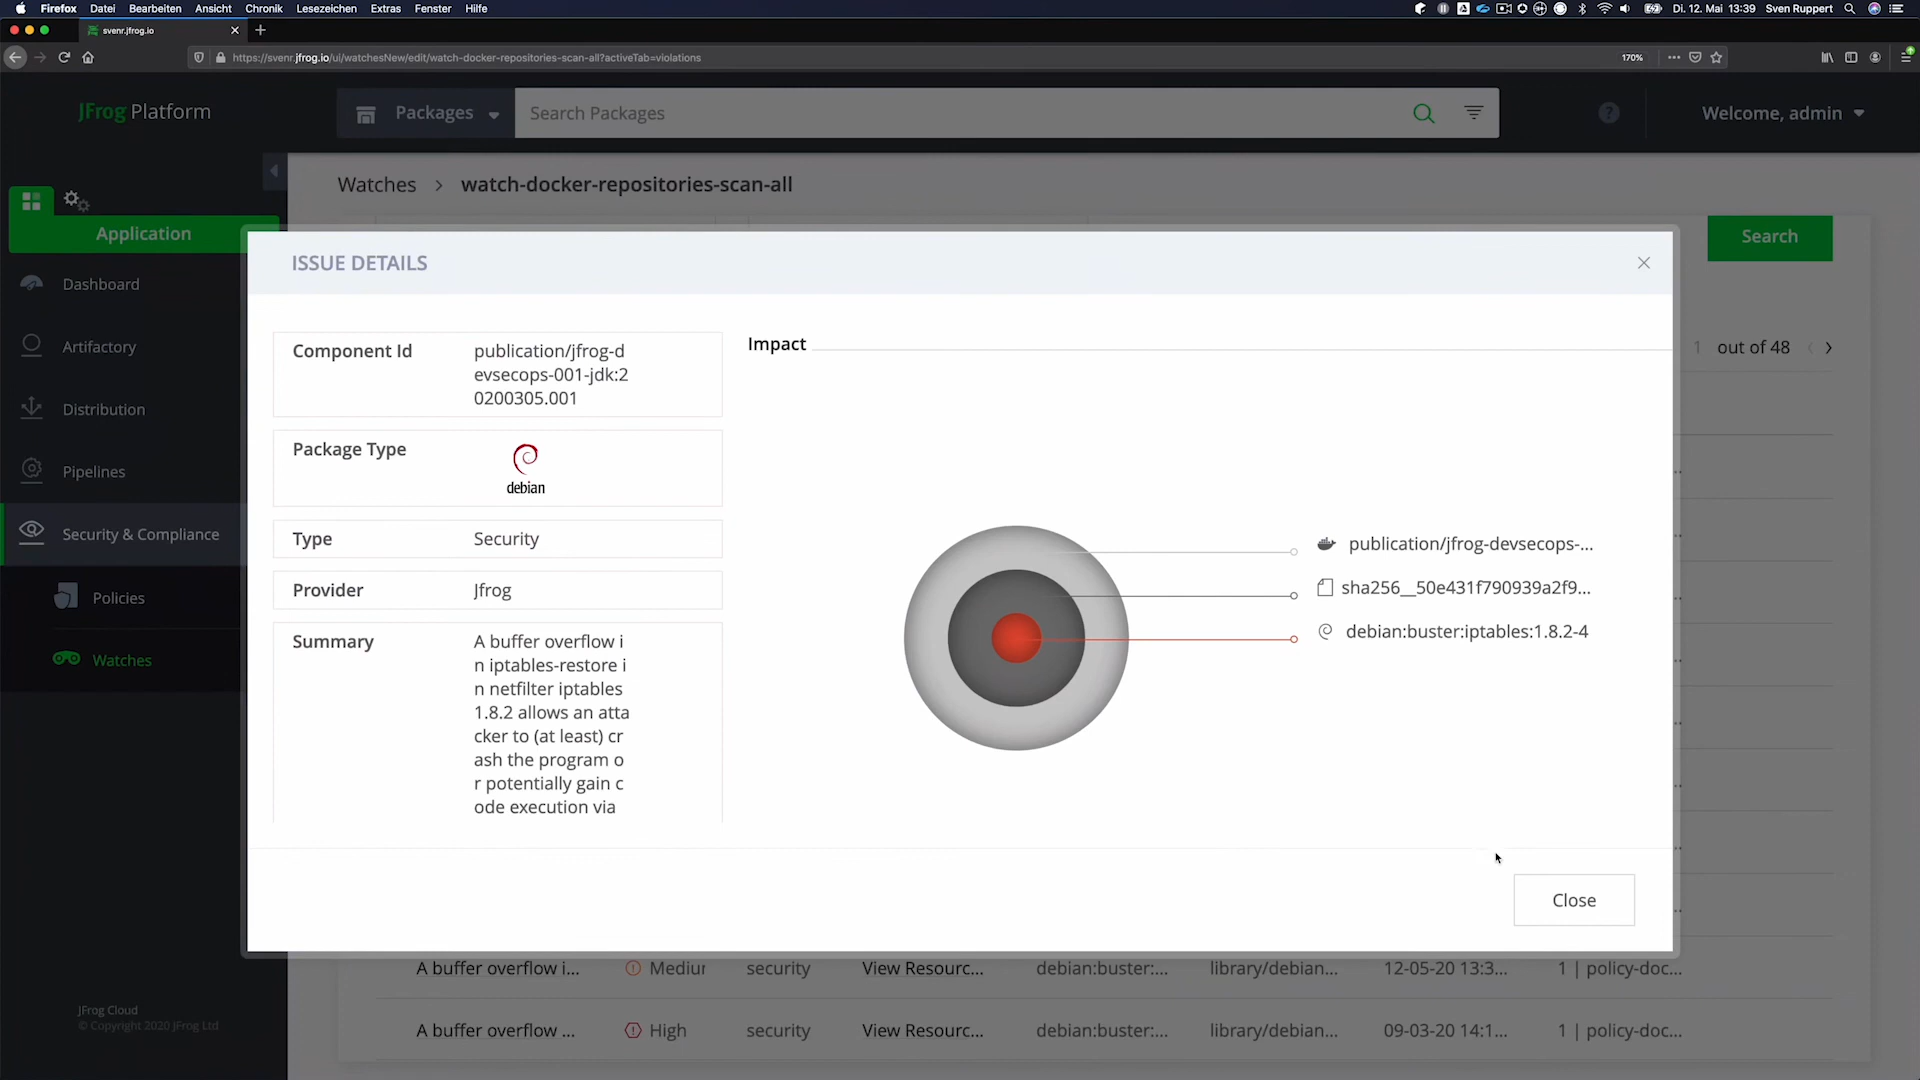 Firefox Datei Bearbeiten Ansicht Chronik Lesezeichen Extras Fenster Hilfe
Di. 12. Mai 13:39 Sven Ruppert
svenr.jfrog.io
https://svenr.jfrog.io/ui/watchesNew/edit/watch-docker-repositories-scan-all?activeTab=violations
170%
JFrog Platform
Packages
Search Packages
Welcome, admin
Watches > watch-docker-repositories-scan-all
Application
Search
Dashboard
Artifactory
Distribution
Pipelines
Security & Compliance
Policies
Watches
ISSUE DETAILS
Component Id
publication/jfrog-d
evsecops-001-jdk:2
0200305.001
Package Type
debian
Type
Security
Provider
Jfrog
Summary
A buffer overflow i
n iptables-restore i
n netfilter iptables
1.8.2 allows an atta
cker to (at least) cr
ash the program o
r potentially gain c
ode execution via
Impact
1 out of 48
publication/jfrog-devsecops-...
sha256__50e431f790939a2f9...
debian:buster:iptables:1.8.2-4
Close
A buffer overflow i... Mediur security View Resourc... debian:buster:... library/debian... 12-05-20 13:3... 1 | policy-doc...
A buffer overflow ... High security View Resourc... debian:buster:... library/debian... 09-03-20 14:1... 1 | policy-doc...
JFrog Cloud
© Copyright 2020 JFrog Ltd